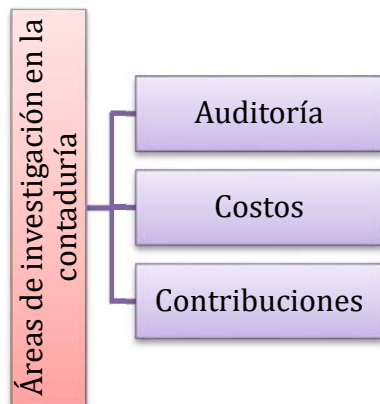 Áreas de investigación en la
contaduría
Auditoría
Costos
Contribuciones